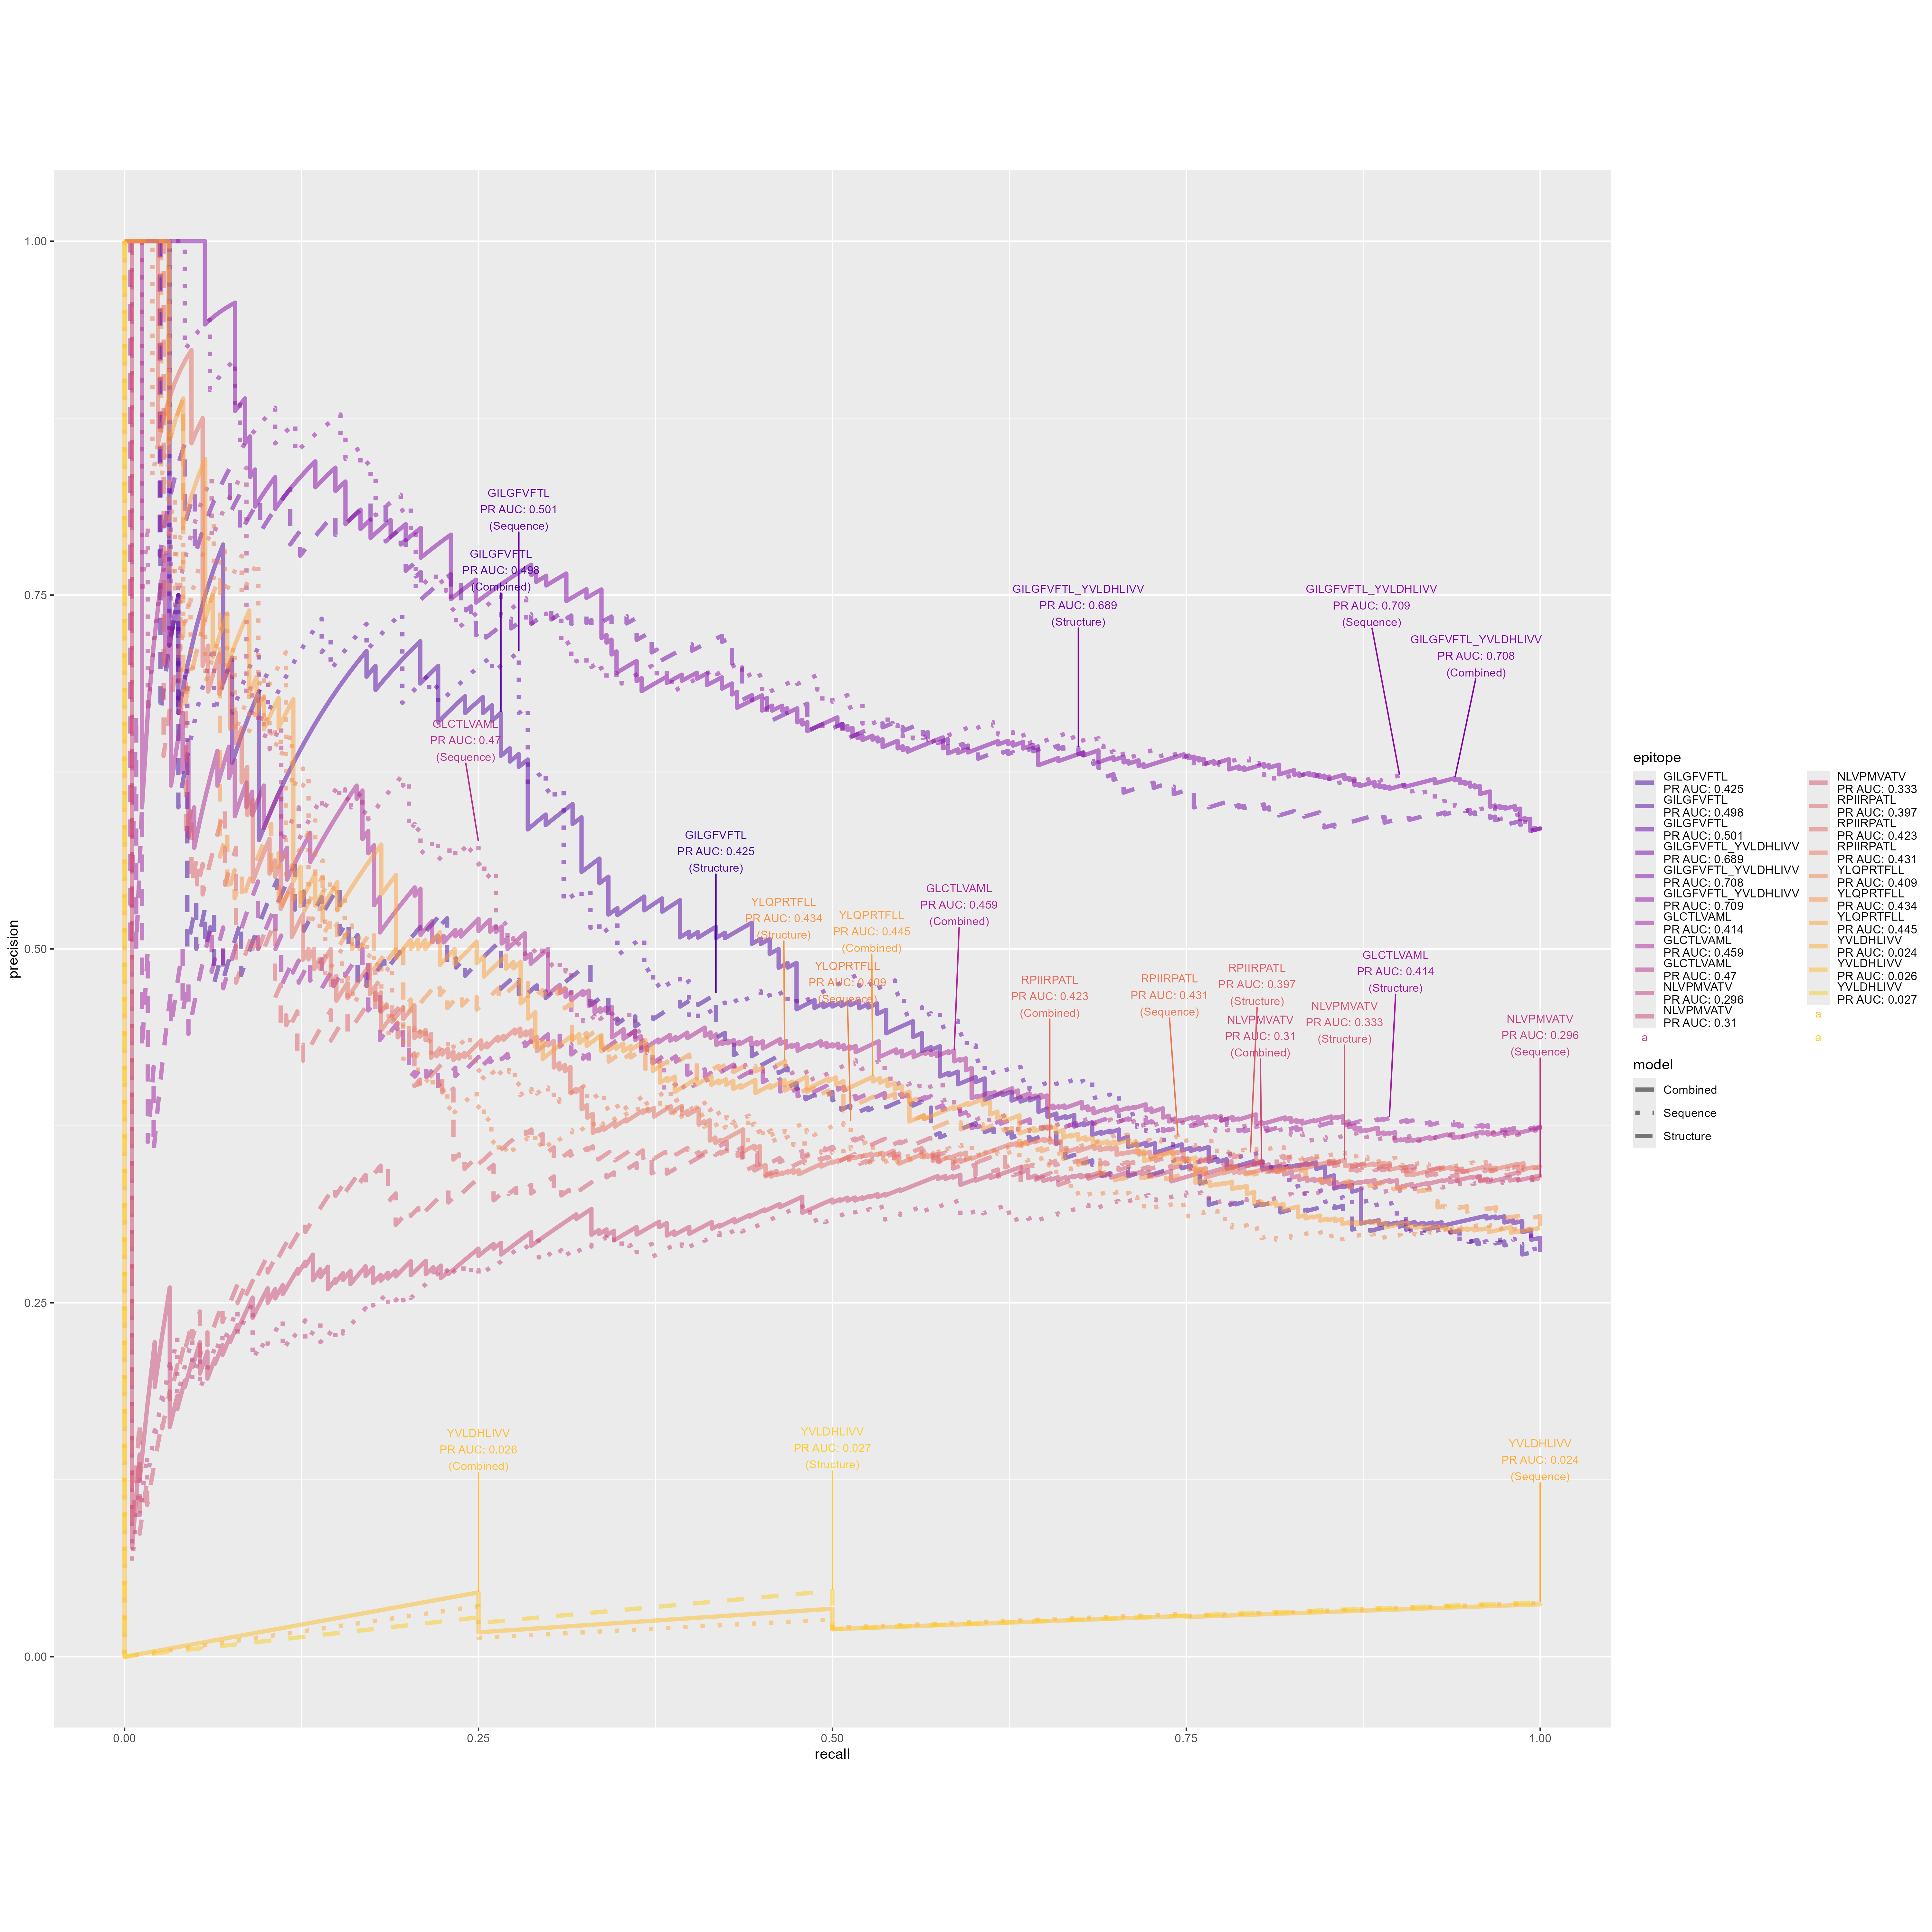 1.00
0.75
0.50
0.25
0.00
precision
0.00
0.25
0.50
0.75
1.00
recall
GILGFVFTL
PR AUC: 0.501
(Sequence)
GILGFVFTL
PR AUC: 0.498
(Combined)
GILGFVFTL_YVLDHLIVV
PR AUC: 0.689
(Structure)
GILGFVFTL_YVLDHLIVV
PR AUC: 0.709
(Sequence)
GILGFVFTL_YVLDHLIVV
PR AUC: 0.708
(Combined)
GLCTLVAML
PR AUC: 0.47
(Sequence)
GILGFVFTL
PR AUC: 0.425
(Structure)
YLQPRTFLL
PR AUC: 0.434
(Structure)
YLQPRTFLL
PR AUC: 0.445
(Combined)
GLCTLVAML
PR AUC: 0.459
(Combined)
YLQPRTFLL
PR AUC: 0.409
(Sequence)
RPIIRPATL
PR AUC: 0.423
(Combined)
RPIIRPATL
PR AUC: 0.431
(Sequence)
RPIIRPATL
PR AUC: 0.397
(Structure)
GLCTLVAML
PR AUC: 0.414
(Structure)
NLVPMVATV
PR AUC: 0.31
(Combined)
NLVPMVATV
PR AUC: 0.333
(Structure)
NLVPMVATV
PR AUC: 0.296
(Sequence)
YVLDHLIVV
PR AUC: 0.026
(Combined)
YVLDHLIVV
PR AUC: 0.027
(Structure)
YVLDHLIVV
PR AUC: 0.024
(Sequence)
epitope
GILGFVFTL
PR AUC: 0.425
GILGFVFTL
PR AUC: 0.498
GILGFVFTL
PR AUC: 0.501
GILGFVFTL_YVLDHLIVV
PR AUC: 0.689
GILGFVFTL_YVLDHLIVV
PR AUC: 0.708
GILGFVFTL_YVLDHLIVV
PR AUC: 0.709
GLCTLVAML
PR AUC: 0.414
GLCTLVAML
PR AUC: 0.459
GLCTLVAML
PR AUC: 0.47
NLVPMVATV
PR AUC: 0.296
NLVPMVATV
PR AUC: 0.31
a
NLVPMVATV
PR AUC: 0.333
RPIIRPATL
PR AUC: 0.397
RPIIRPATL
PR AUC: 0.423
RPIIRPATL
PR AUC: 0.431
YLQPRTFLL
PR AUC: 0.409
YLQPRTFLL
PR AUC: 0.434
YLQPRTFLL
PR AUC: 0.445
YVLDHLIVV
PR AUC: 0.024
YVLDHLIVV
PR AUC: 0.026
YVLDHLIVV
PR AUC: 0.027
a
a
model
Combined
Sequence
Structure